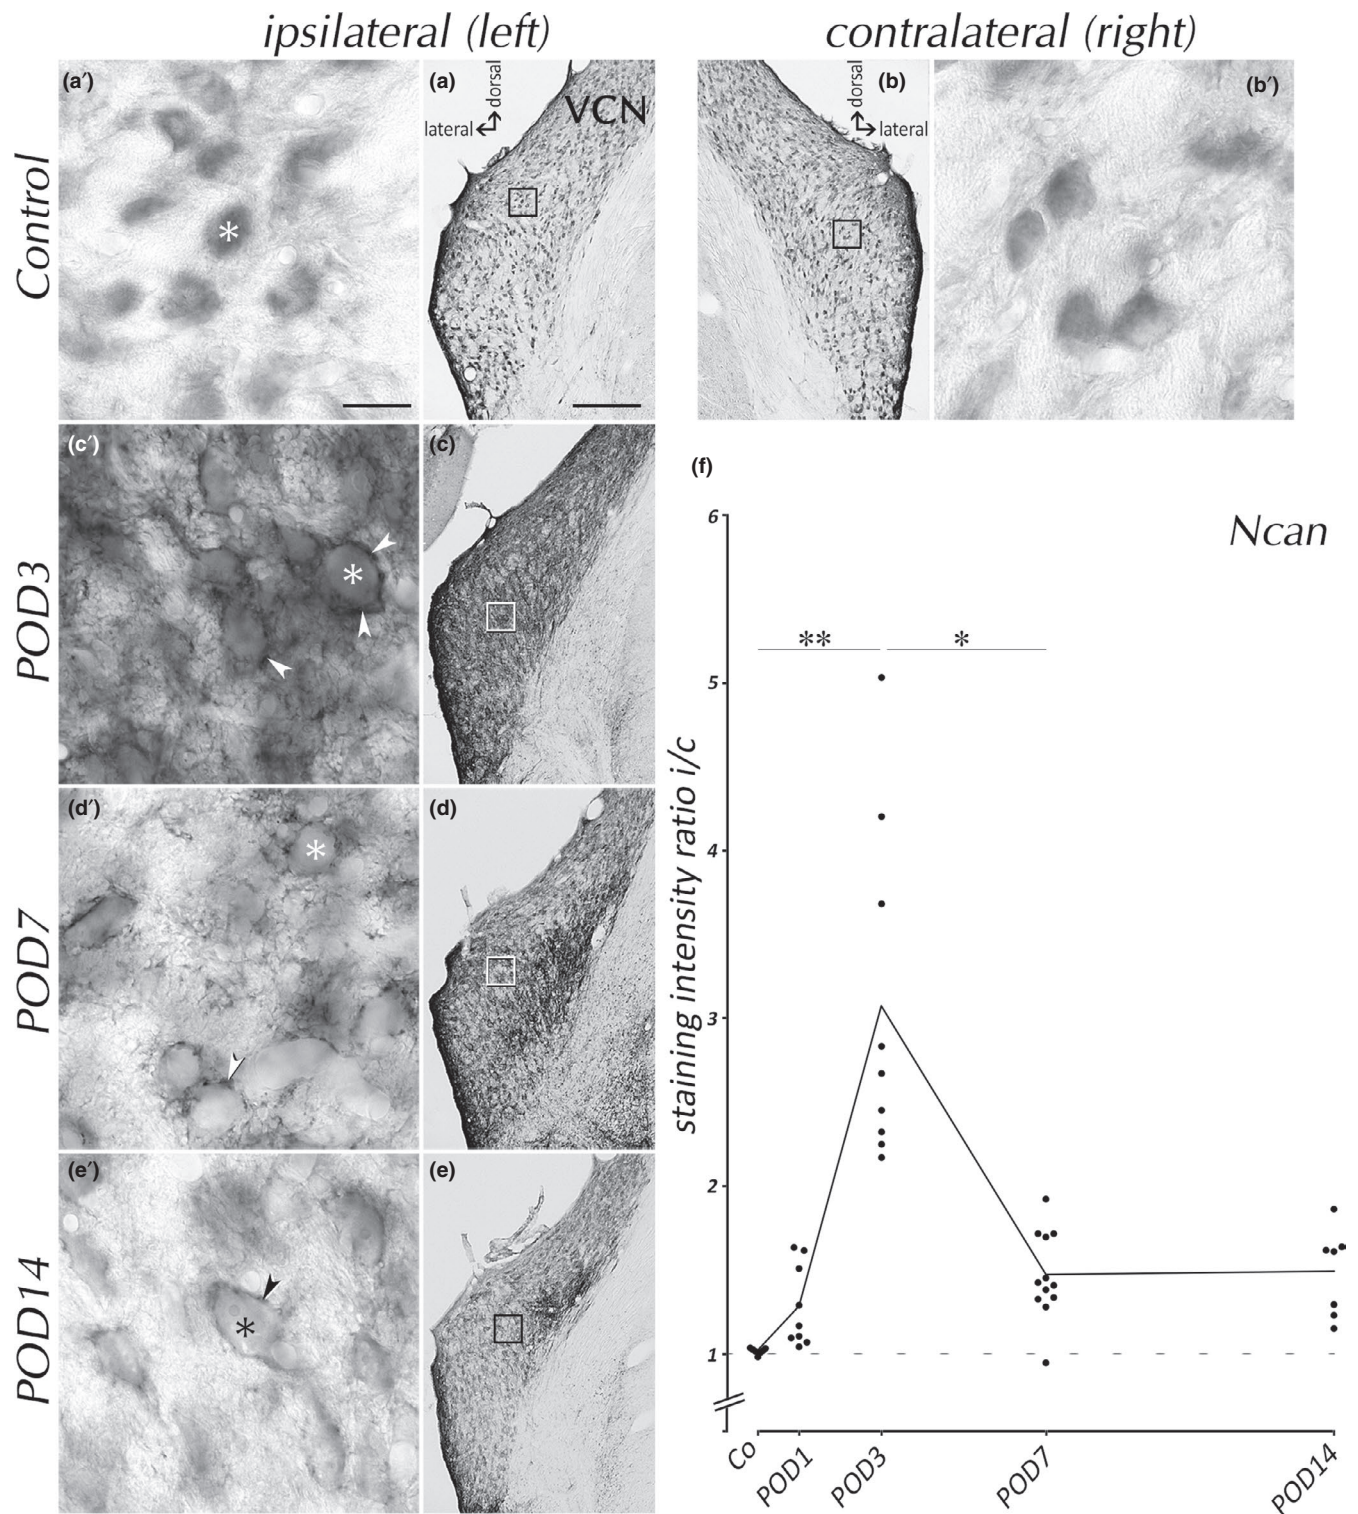 ipsilateral (left)
contralateral (right)
Control
(a′)
*
(a)
dorsal
lateral
VCN
(b)
dorsal
lateral
(b′)
POD3
(c′)
*
(c)
POD7
(d′)
*
(d)
POD14
(e′)
*
(e)
(f)
Ncan
staining intensity ratio i/c
6
5
4
3
2
1
**
*
Co
POD1
POD3
POD7
POD14